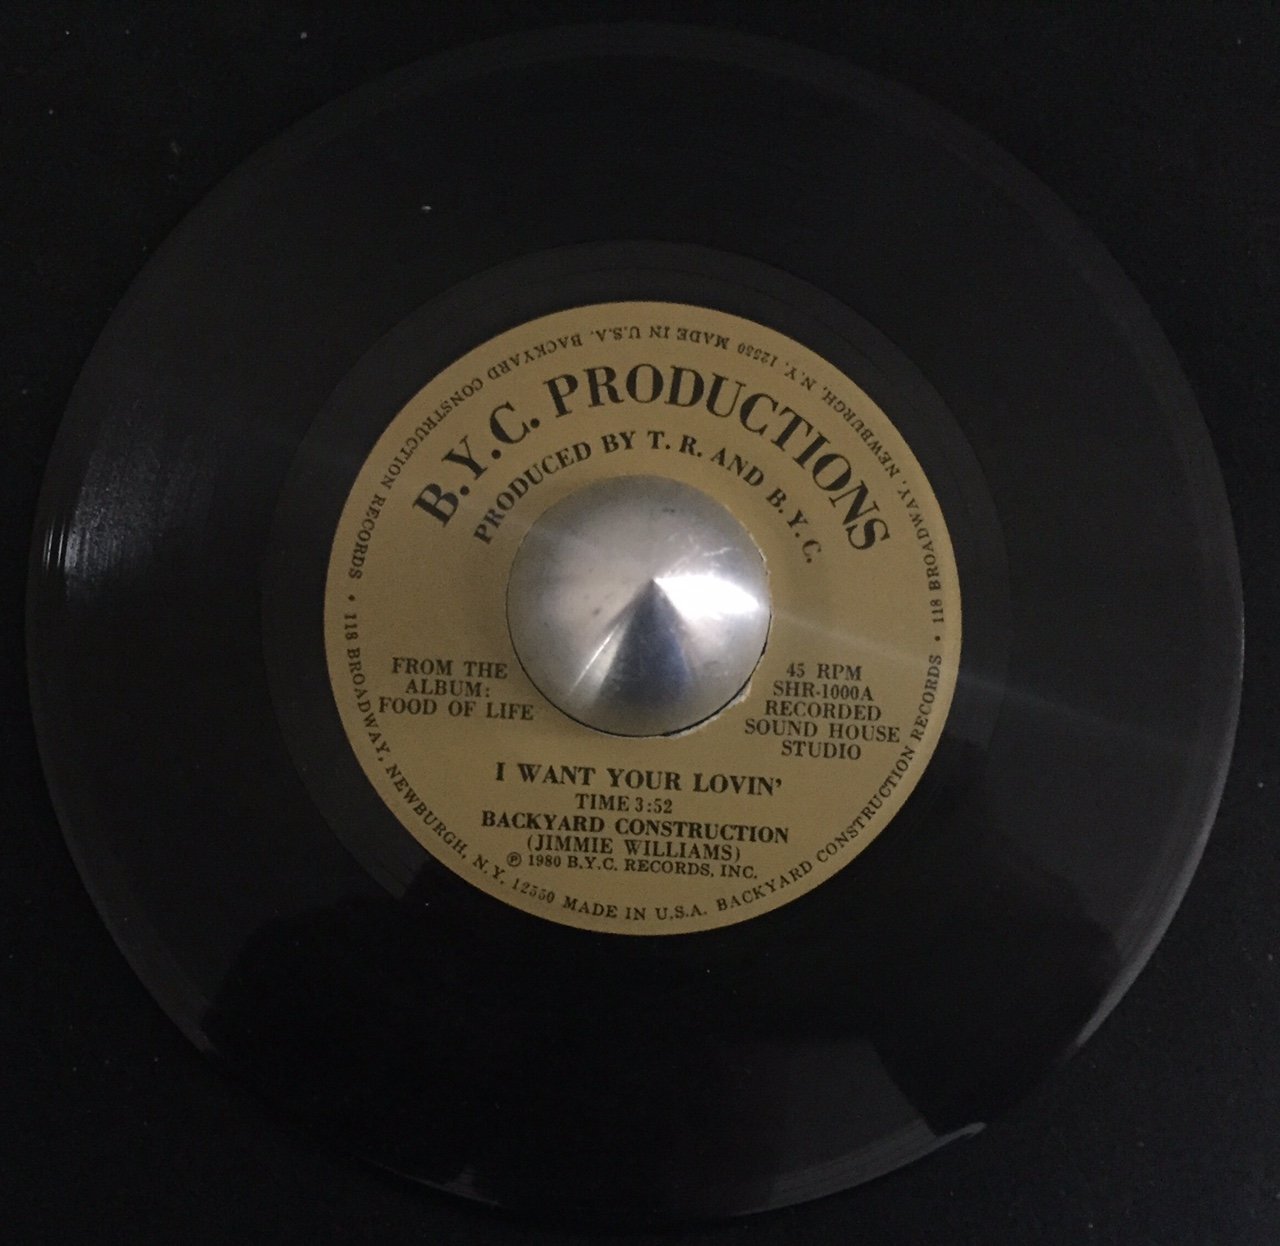 B.Y.C. PRODUCTIONS
PRODUCED BY T. R. AND B.Y.C.
FROM THE
ALBUM:
FOOD OF LIFE
45 RPM
SHR-1000A
RECORDED
SOUND HOUSE
STUDIO
I WANT YOUR LOVIN’
TIME 3:52
BACKYARD CONSTRUCTION
(JIMMIE WILLIAMS)
℗ 1980 B.Y.C. RECORDS, INC.
BACKYARD CONSTRUCTION RECORDS • 118 BROADWAY, NEWBURGH, N.Y. 12550 MADE IN U.S.A.
BACKYARD CONSTRUCTION RECORDS • 118 BROADWAY, NEWBURGH, N.Y. 12550 MADE IN U.S.A.